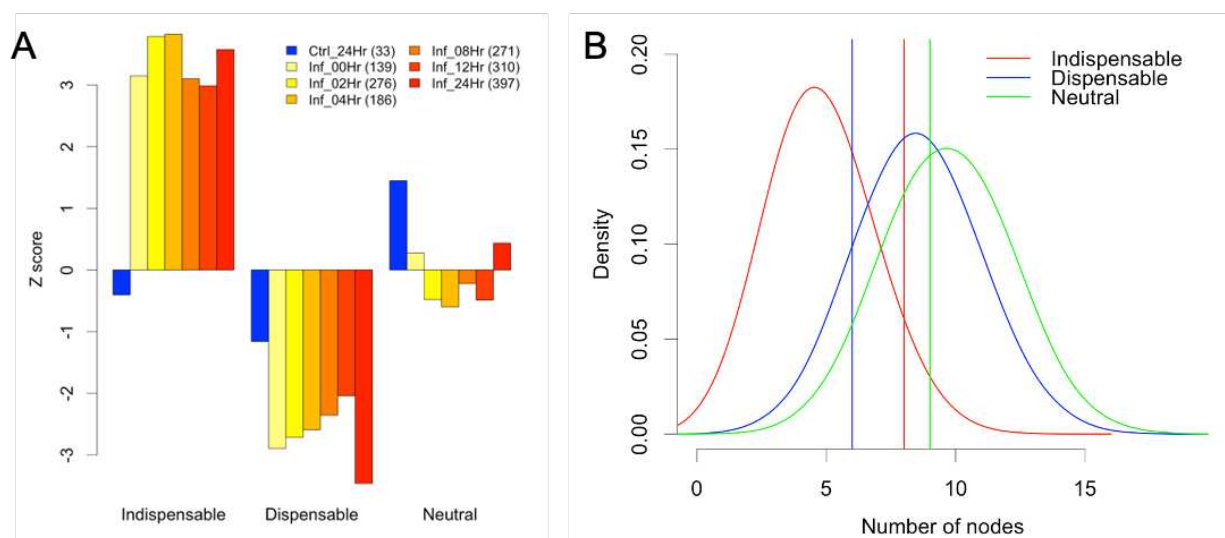 A
Ctrl_24Hr (33)
Inf_00Hr (139)
Inf_02Hr (276)
Inf_04Hr (186)
Inf_08Hr (271)
Inf_12Hr (310)
Inf_24Hr (397)
Z score
3
2
1
0
-1
-2
-3
Indispensable Dispensable Neutral
B
Indispensable
Dispensable
Neutral
Density
0.20
0.15
0.10
0.05
0.00
0 5 10 15
Number of nodes